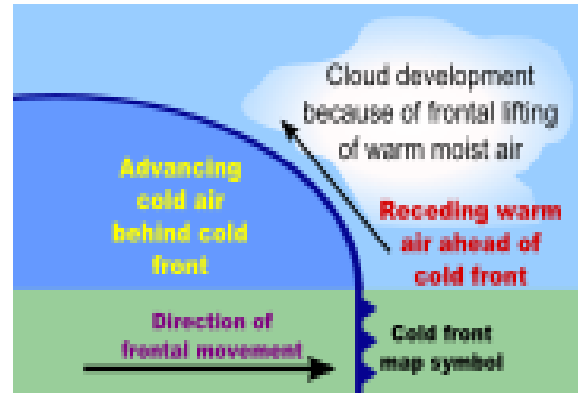 Cloud development
because of frontal lifting
of warm moist air
Advancing
cold air
behind cold
front
Receding warm
air ahead of
cold front
Direction of
frontal movement
Cold front
map symbol